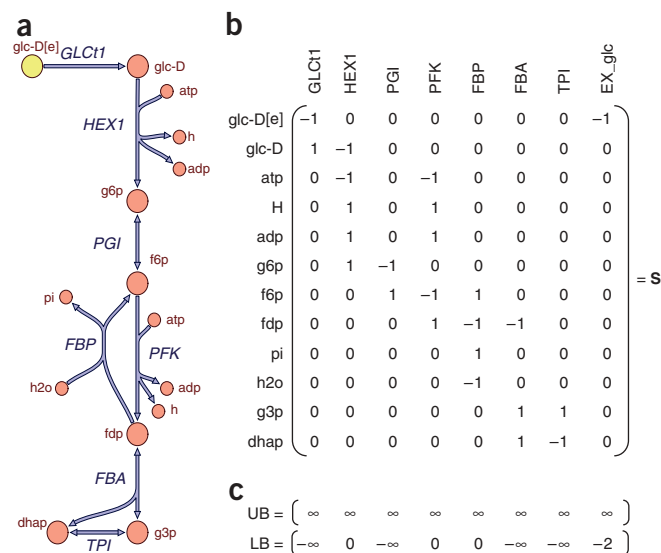 a
glc-D[e]
GLCt1
glc-D
atp
HEX1
h
adp
g6p
PGI
f6p
pi
atp
FBP
PFK
h2o
adp
h
fdp
FBA
dhap
g3p
TPI
b
GLCt1 HEX1 PGI PFK FBP FBA TPI EX_glc
glc-D[e] −1 0 0 0 0 0 0 −1
glc-D 1 −1 0 0 0 0 0 0
atp 0 −1 0 −1 0 0 0 0
H 0 1 0 1 0 0 0 0
adp 0 1 0 1 0 0 0 0
g6p 0 1 −1 0 0 0 0 0
f6p 0 0 1 −1 1 0 0 0
fdp 0 0 0 1 −1 −1 0 0
pi 0 0 0 0 1 0 0 0
h2o 0 0 0 0 −1 0 0 0
g3p 0 0 0 0 0 1 1 0
dhap 0 0 0 0 0 1 −1 0
= S
c
UB = ∞ ∞ ∞ ∞ ∞ ∞ ∞ ∞
LB = −∞ 0 −∞ 0 0 −∞ −∞ −2